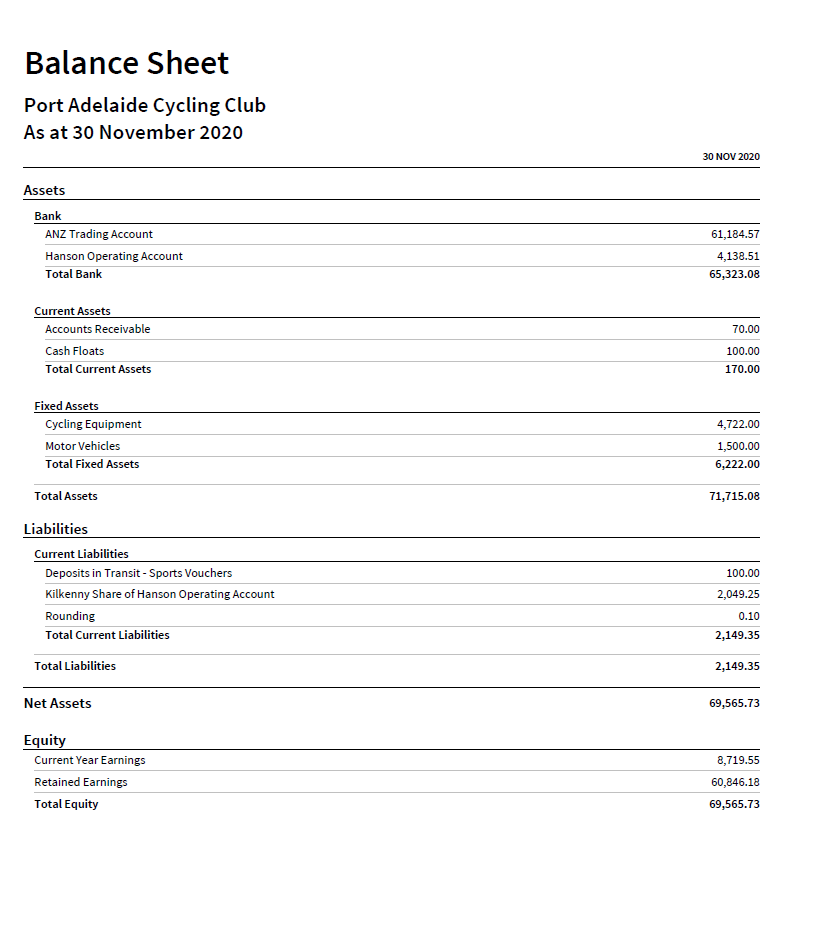 Balance Sheet
Port Adelaide Cycling Club
As at 30 November 2020
30 NOV 2020
Assets
Bank
ANZ Trading Account 61,184.57
Hanson Operating Account 4,138.51
Total Bank 65,323.08
Current Assets
Accounts Receivable 70.00
Cash Floats 100.00
Total Current Assets 170.00
Fixed Assets
Cycling Equipment 4,722.00
Motor Vehicles 1,500.00
Total Fixed Assets 6,222.00
Total Assets 71,715.08
Liabilities
Current Liabilities
Deposits in Transit - Sports Vouchers 100.00
Kilkenny Share of Hanson Operating Account 2,049.25
Rounding 0.10
Total Current Liabilities 2,149.35
Total Liabilities 2,149.35
Net Assets 69,565.73
Equity
Current Year Earnings 8,719.55
Retained Earnings 60,846.18
Total Equity 69,565.73